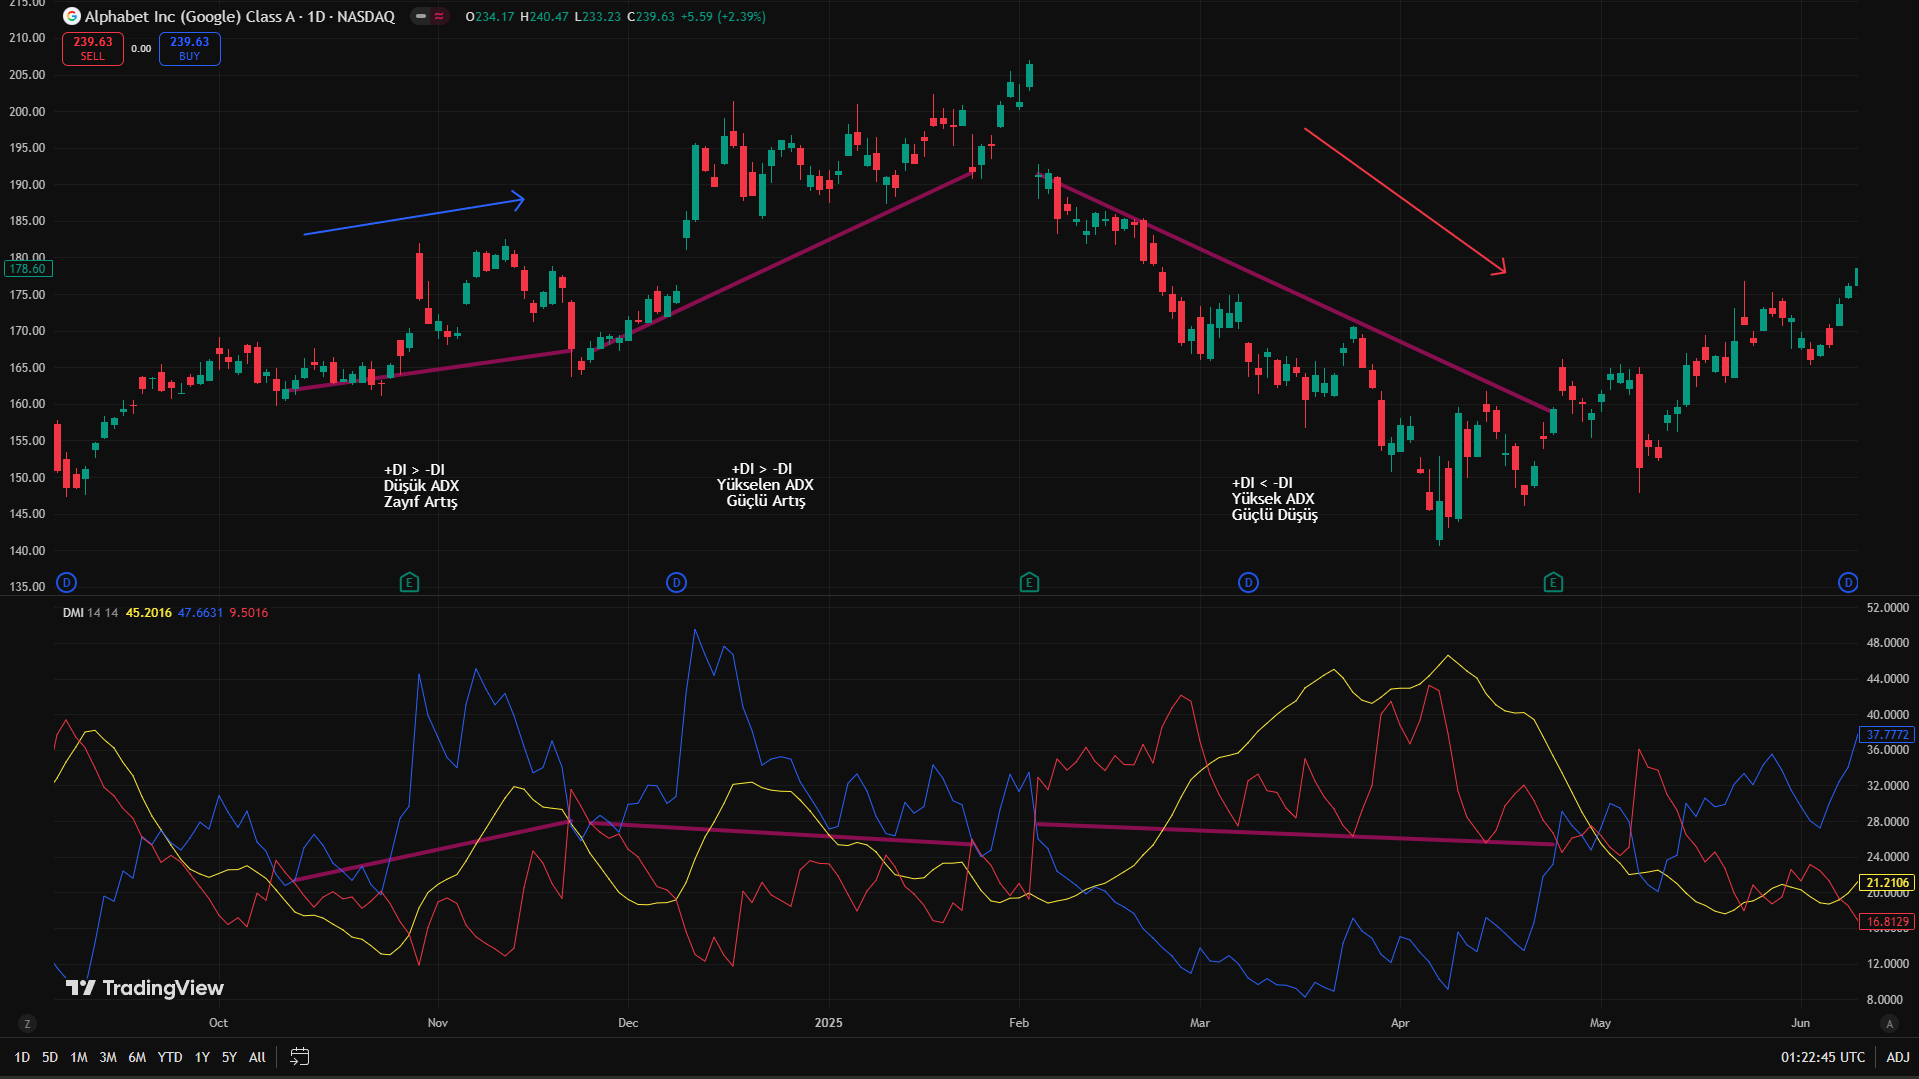 Alphabet Inc (Google) Class A · 1D · NASDAQ
O234.17 H240.47 L233.23 C239.63 +5.59 (+2.39%)
239.63 SELL 0.00 239.63 BUY
215.00
210.00
205.00
200.00
195.00
190.00
185.00
180.00
178.60
175.00
170.00
165.00
160.00
155.00
150.00
145.00
140.00
135.00
+DI > -DI
Düşük ADX
Zayıf Artış
+DI > -DI
Yükselen ADX
Güçlü Artış
+DI < -DI
Yüksek ADX
Güçlü Düşüş
D E D E D E D
DMI 14 14 45.2016 47.6631 9.5016
52.0000
48.0000
44.0000
40.0000
37.7772
36.0000
32.0000
28.0000
24.0000
21.2106
20.0000
16.8129
12.0000
8.0000
TradingView
Z Oct Nov Dec 2025 Feb Mar Apr May Jun A
1D 5D 1M 3M 6M YTD 1Y 5Y All 01:22:45 UTC ADJ